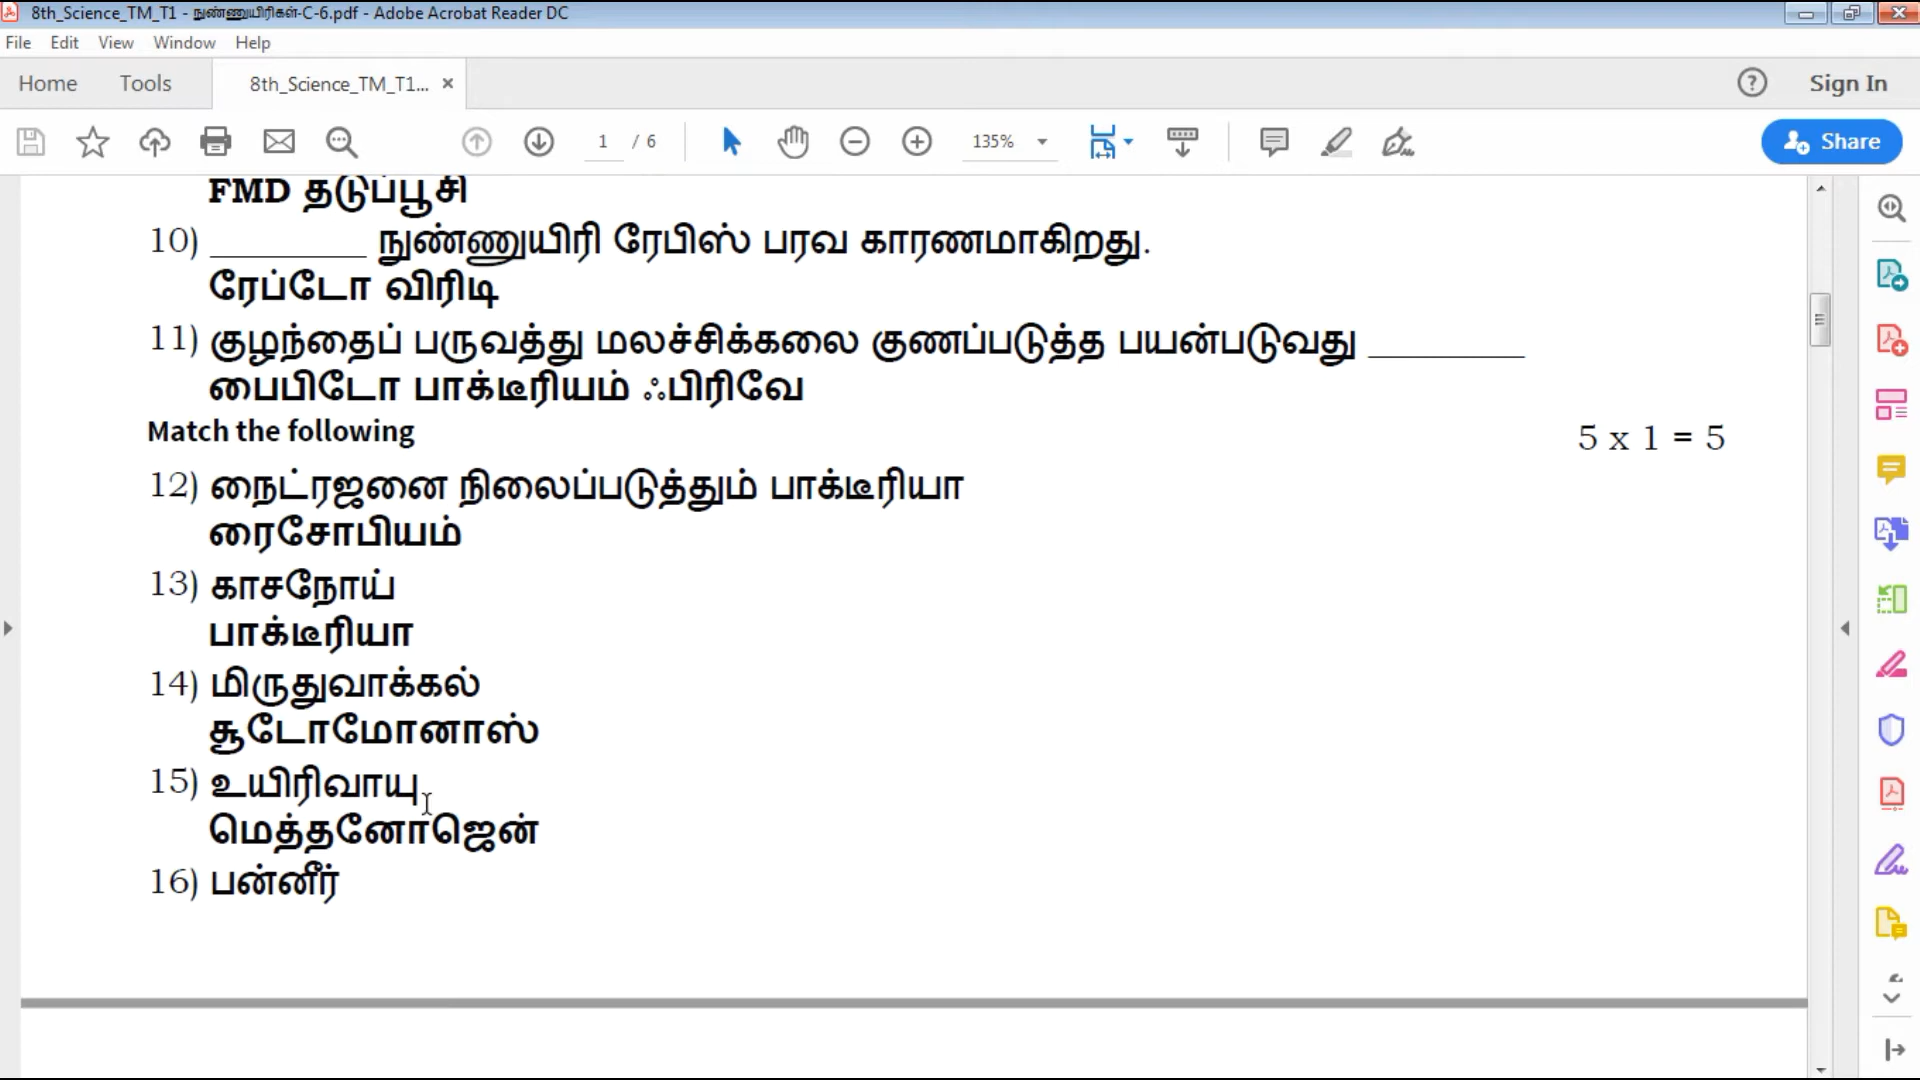 8th_Science_TM_T1 - நுண்ணுயிரிகள்-C-6.pdf - Adobe Acrobat Reader DC
File Edit View Window Help
Home Tools 8th_Science_TM_T1... × ? Sign In
1 / 6 135% Share
FMD தடுப்பூசி
10) ________ நுண்ணுயிரி ரேபிஸ் பரவ காரணமாகிறது.
ரேப்டோ விரிடி
11) குழந்தைப் பருவத்து மலச்சிக்கலை குணப்படுத்த பயன்படுவது ________
பைபிடோ பாக்டீரியம் ஃபிரிவே
Match the following 5 x 1 = 5
12) நைட்ரஜனை நிலைப்படுத்தும் பாக்டீரியா
ரைசோபியம்
13) காசநோய்
பாக்டீரியா
14) மிருதுவாக்கல்
சூடோமோனாஸ்
15) உயிரிவாயு
மெத்தனோஜென்
16) பன்னீர்